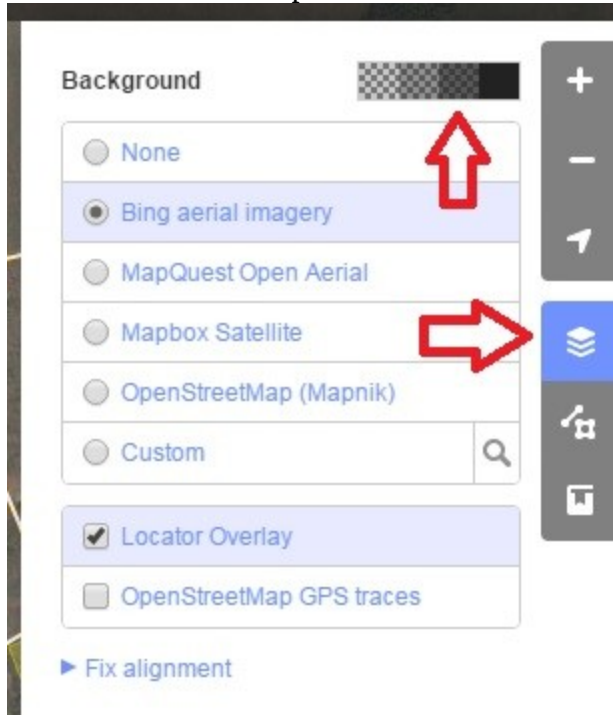 Background
None
Bing aerial imagery
MapQuest Open Aerial
Mapbox Satellite
OpenStreetMap (Mapnik)
Custom
Locator Overlay
OpenStreetMap GPS traces
Fix alignment